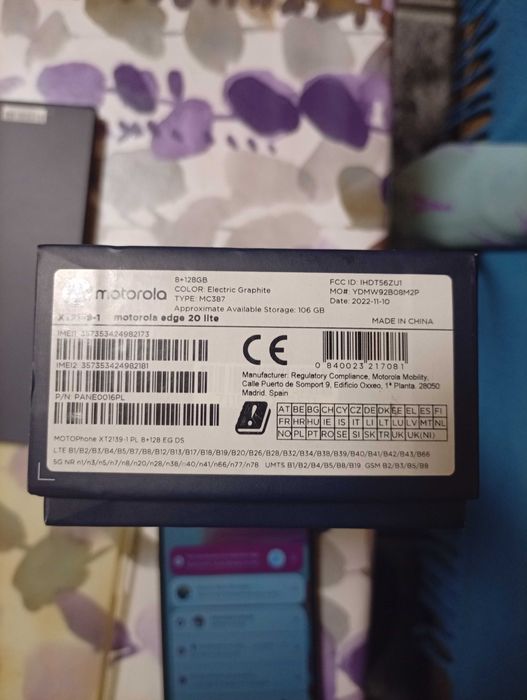 motorola
8+128GB
COLOR: Electric Graphite
TYPE: MC387
Approximate Available Storage: 106 GB
FCC ID: IHDT56ZU1
MO#: YDMW92B08M2P
Date: 2022-11-10
XT2139-1 motorola edge 20 lite
MADE IN CHINA
IMEI1 357353424982173
IMEI2 357353424982181
P/N: PANE0016PL
CE
0 840023 217081
Manufacturer: Regulatory Compliance, Motorola Mobility,
Calle Puerto de Somport 9, Edificio Oxxeo, 1ª Planta. 28050
Madrid. Spain
AT BE BG CH CY CZ DE DK EE EL ES FI
FR HR HU IE IS IT LI LT LU LV MT NL
NO PL PT RO SE SI SK TR UK UK(NI)
MOTOPhone XT2139-1 PL 8+128 EG DS
LTE B1/B2/B3/B4/B5/B7/B8/B12/B13/B17/B18/B19/B20/B26/B28/B32/B34/B38/B39/B40/B41/B42/B43/B66
5G NR n1/n3/n5/n7/n8/n20/n28/n38/n40/n41/n66/n77/n78 UMTS B1/B2/B4/B5/B8/B19 GSM B2/B3/B5/B8